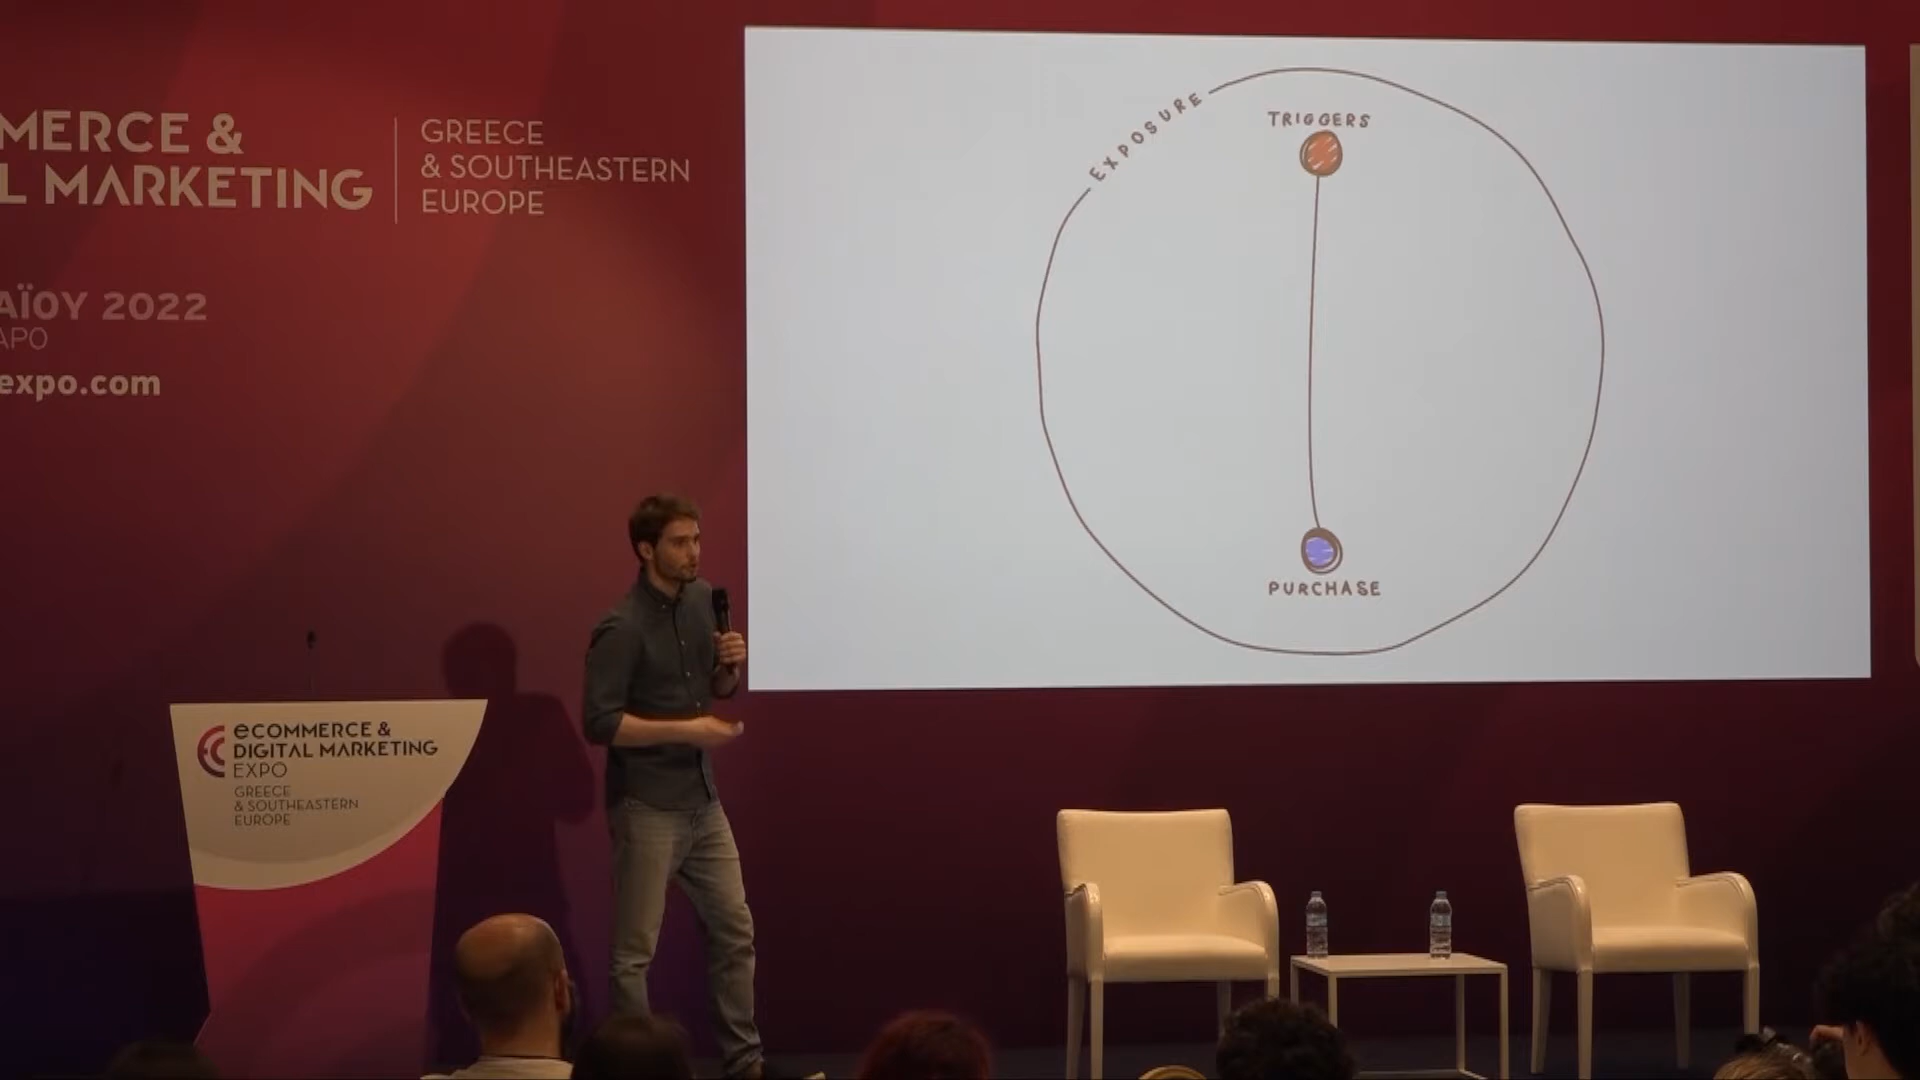 MERCE &
L MARKETING
GREECE
& SOUTHEASTERN
EUROPE
ΑΪΟΥ 2022
APO
expo.com
EXPOSURE
TRIGGERS
PURCHASE
eCOMMERCE &
DIGITAL MARKETING
EXPO
GREECE
& SOUTHEASTERN
EUROPE